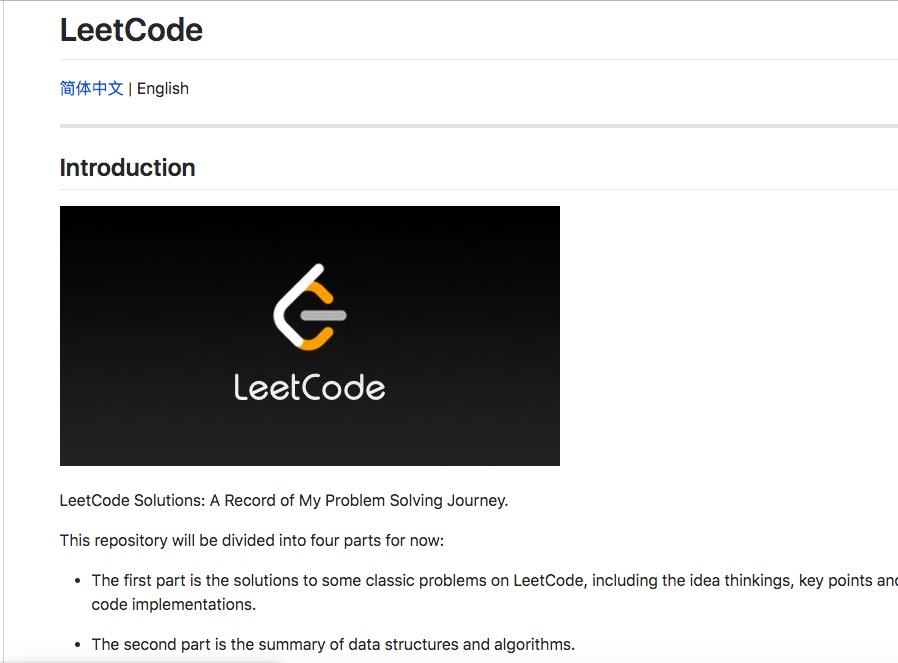 LeetCode
简体中文 | English
Introduction
LeetCode
LeetCode Solutions: A Record of My Problem Solving Journey.
This repository will be divided into four parts for now:
• The first part is the solutions to some classic problems on LeetCode, including the idea thinkings, key points and
code implementations.
• The second part is the summary of data structures and algorithms.